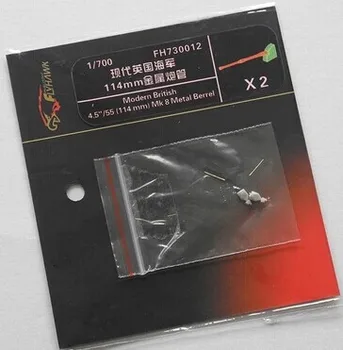 FLYHAWK
1/700 FH730012
现代英国海军
114mm金属炮管
Modern British
4.5"/55 (114 mm) Mk 8 Metal Berrel
X 2